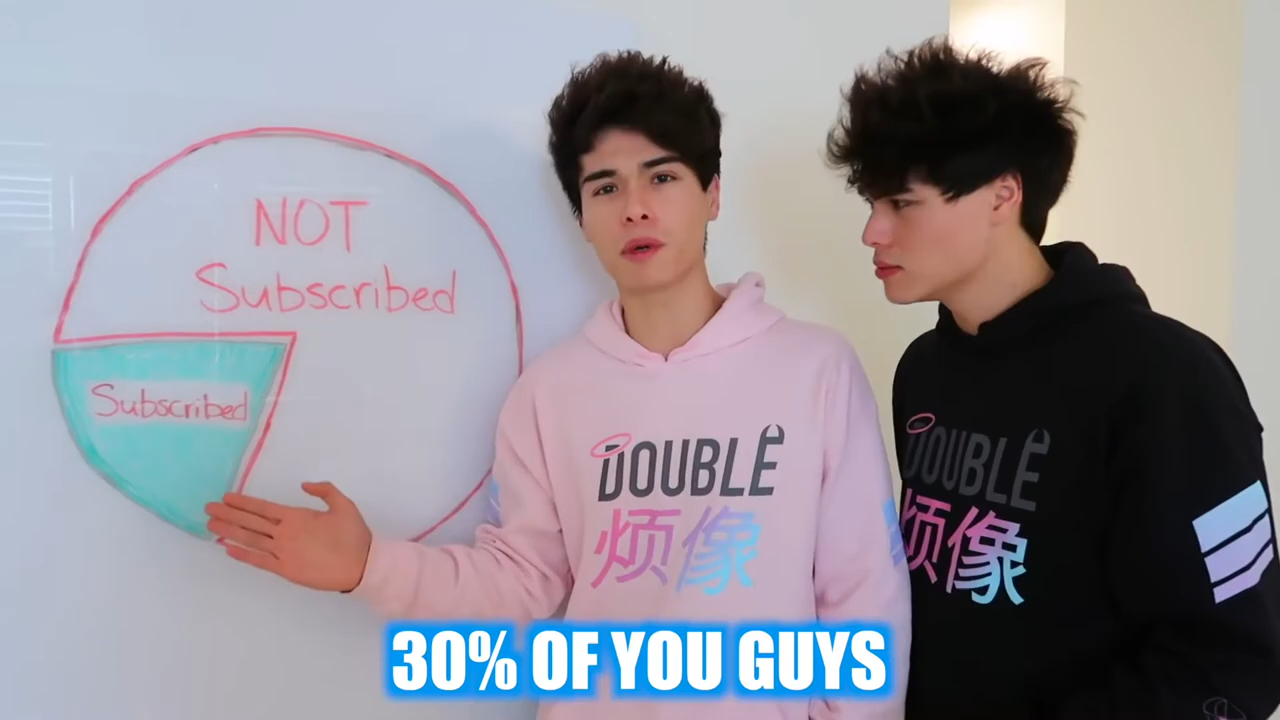 NOT
Subscribed
Subscribed
DOUBLE
烦像
DOUBLE
烦像
30% OF YOU GUYS